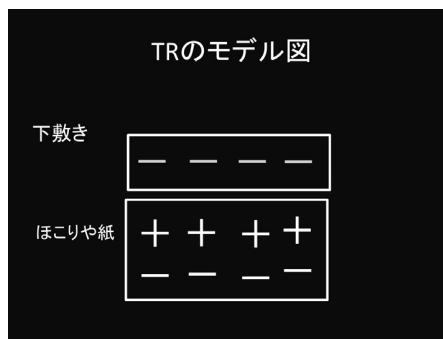 TRのモデル図
下敷き
－ － － －
ほこりや紙
＋ ＋ ＋ ＋
－ － － －